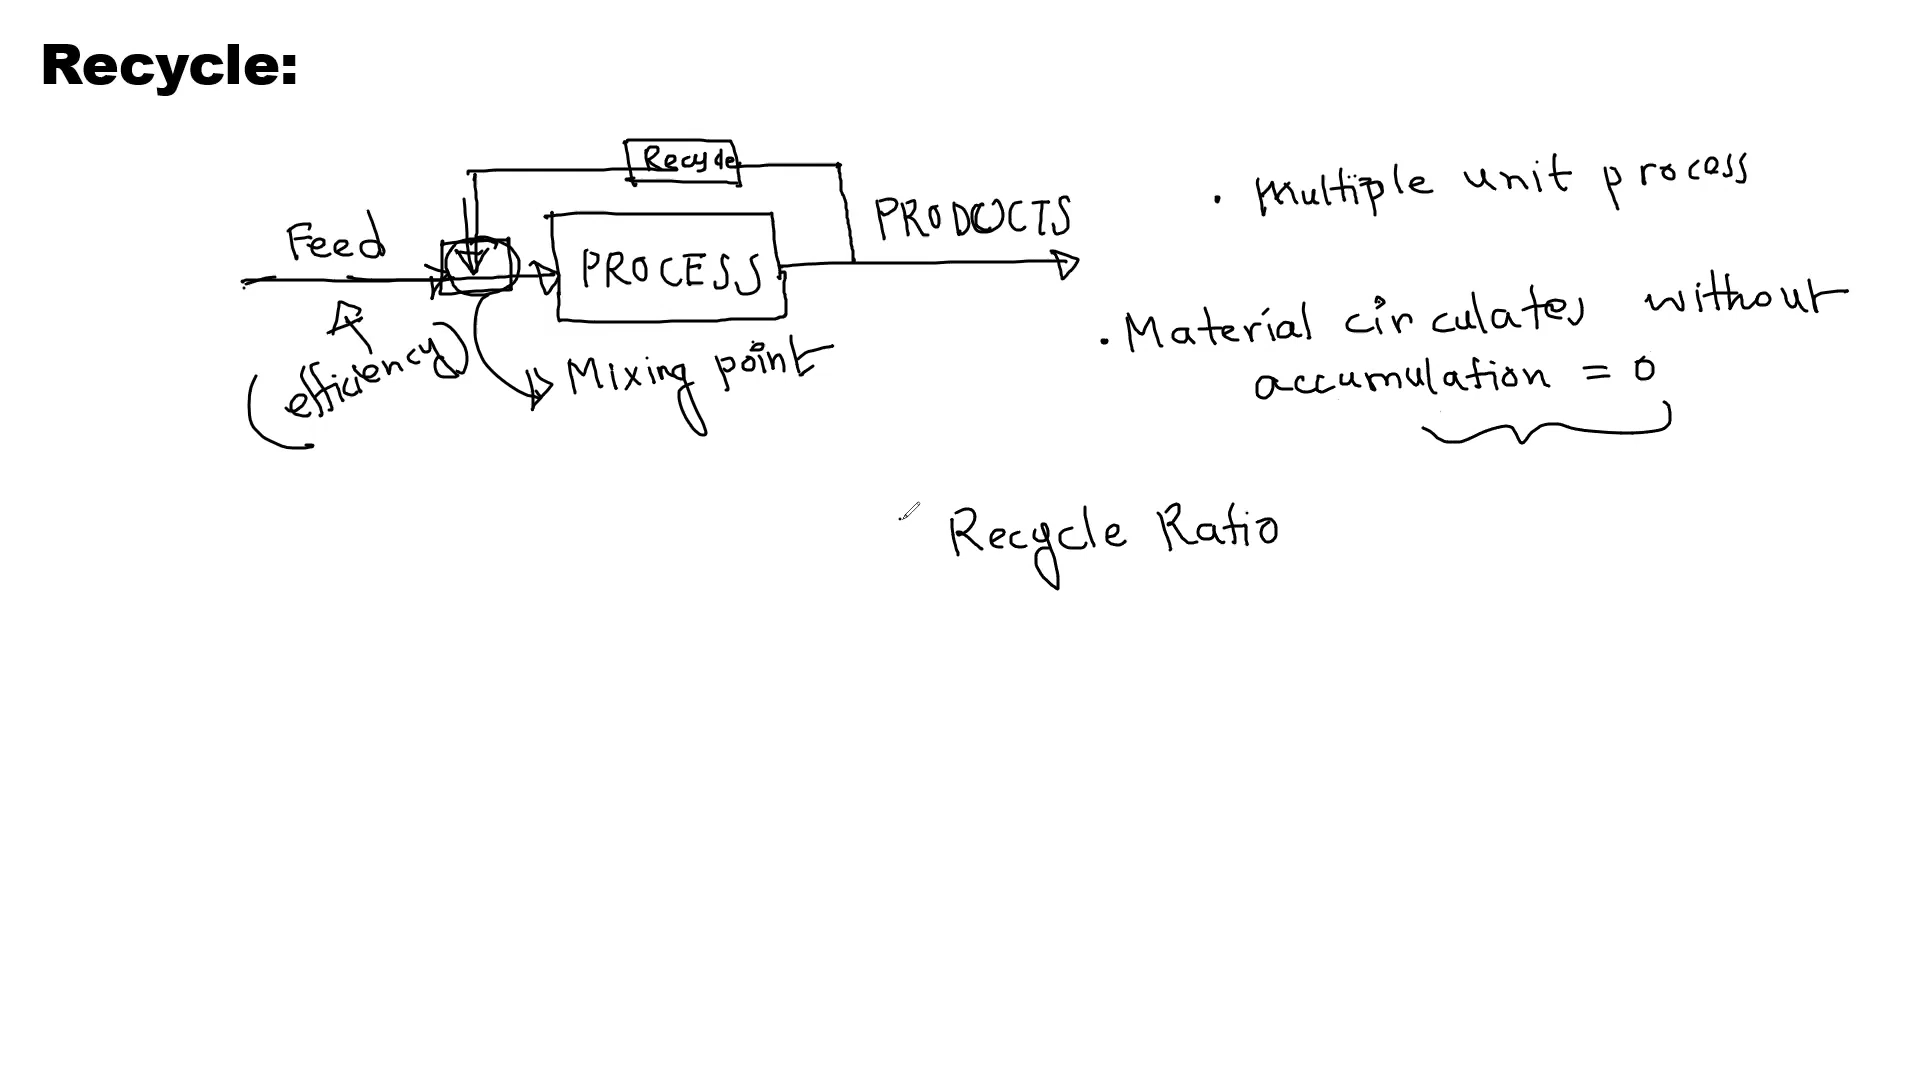 Recycle:
Recycle
Feed
PROCESS
PRODUCTS
(efficiency)
Mixing point
• Multiple unit process
• Material circulates without
accumulation = 0
Recycle Ratio